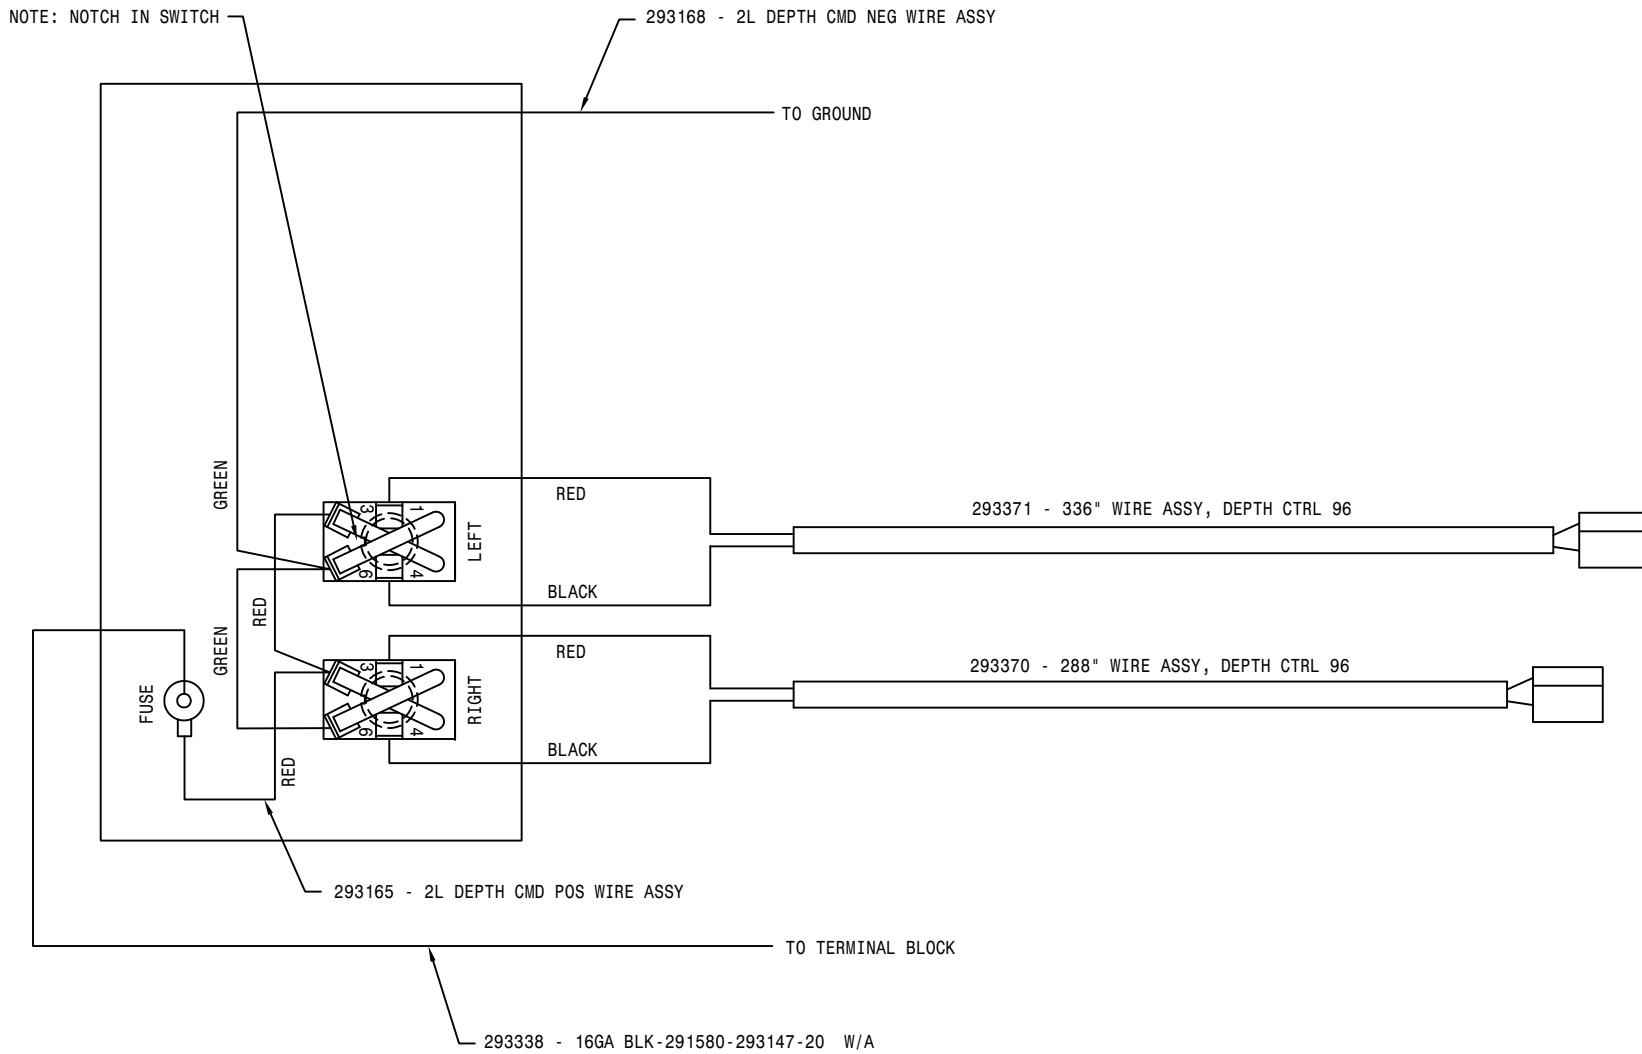 NOTE: NOTCH IN SWITCH
293168 - 2L DEPTH CMD NEG WIRE ASSY
TO GROUND
GREEN
3
1
6
4
LEFT
RED
BLACK
293371 - 336" WIRE ASSY, DEPTH CTRL 96
RED
GREEN
3
1
6
4
RIGHT
RED
BLACK
293370 - 288" WIRE ASSY, DEPTH CTRL 96
FUSE
RED
293165 - 2L DEPTH CMD POS WIRE ASSY
TO TERMINAL BLOCK
293338 - 16GA BLK-291580-293147-20 W/A